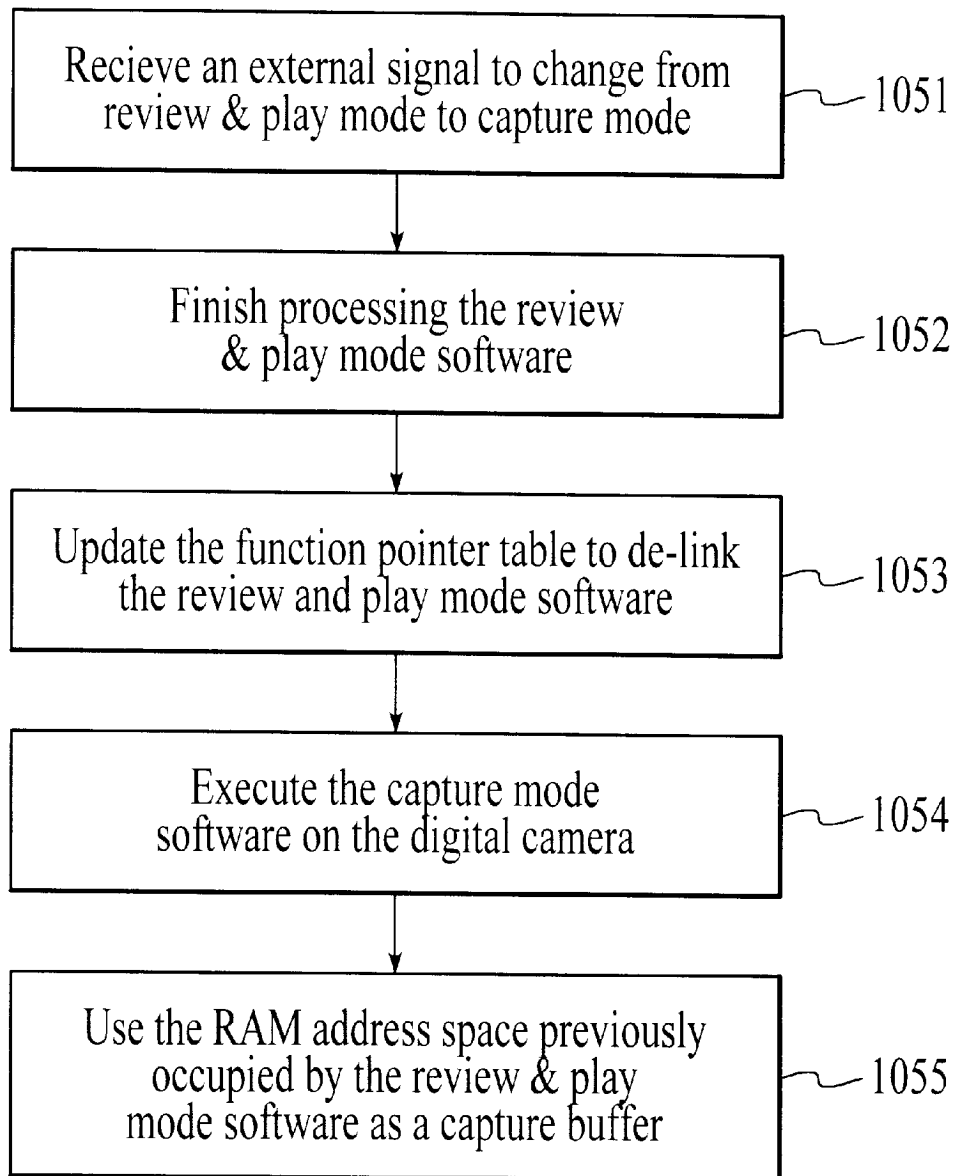 Recieve an external signal to change from
review & play mode to capture mode
1051
Finish processing the review
& play mode software
1052
Update the function pointer table to de-link
the review and play mode software
1053
Execute the capture mode
software on the digital camera
1054
Use the RAM address space previously
occupied by the review & play
mode software as a capture buffer
1055